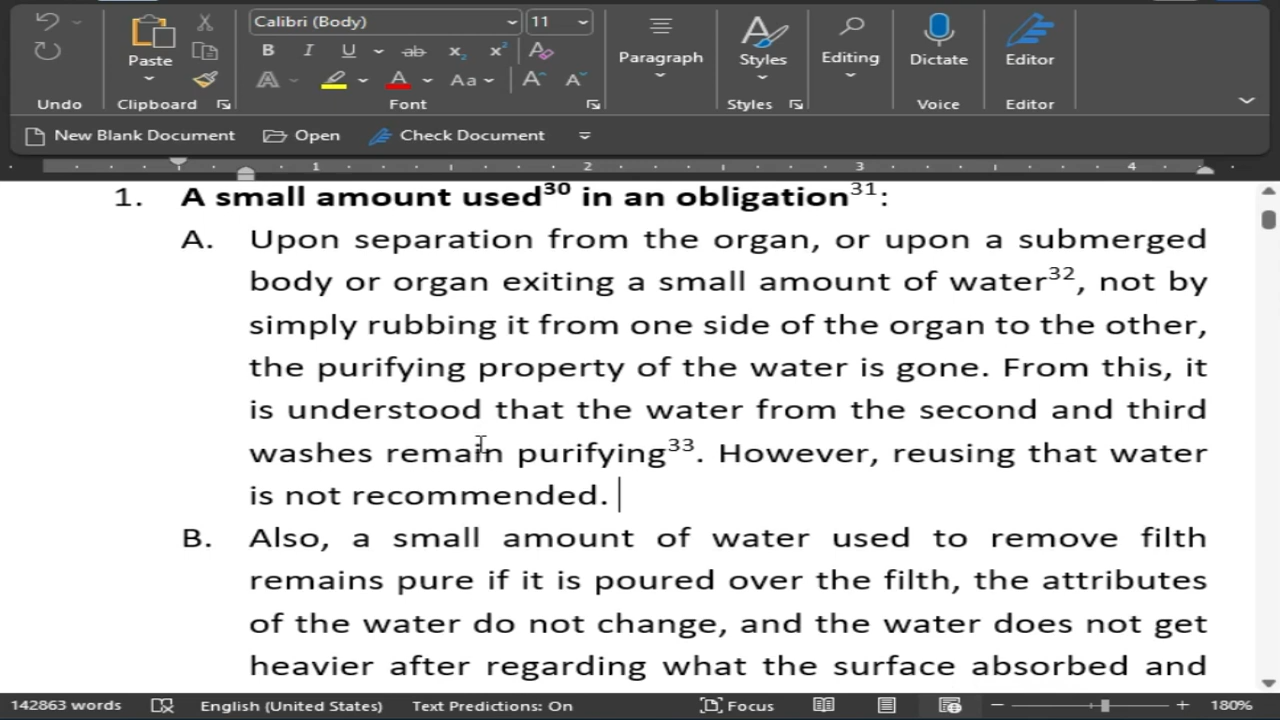 Calibri (Body) 11
Paste
B I U ab x₂ x² A
A A Aa A A
Paragraph Styles Editing Dictate Editor
Undo Clipboard Font Styles Voice Editor
New Blank Document Open Check Document
1 2 3 4
1. A small amount used³⁰ in an obligation³¹:
A. Upon separation from the organ, or upon a submerged
body or organ exiting a small amount of water³², not by
simply rubbing it from one side of the organ to the other,
the purifying property of the water is gone. From this, it
is understood that the water from the second and third
washes remain purifying³³. However, reusing that water
is not recommended.
B. Also, a small amount of water used to remove filth
remains pure if it is poured over the filth, the attributes
of the water do not change, and the water does not get
heavier after regarding what the surface absorbed and
142863 words English (United States) Text Predictions: On Focus 180%